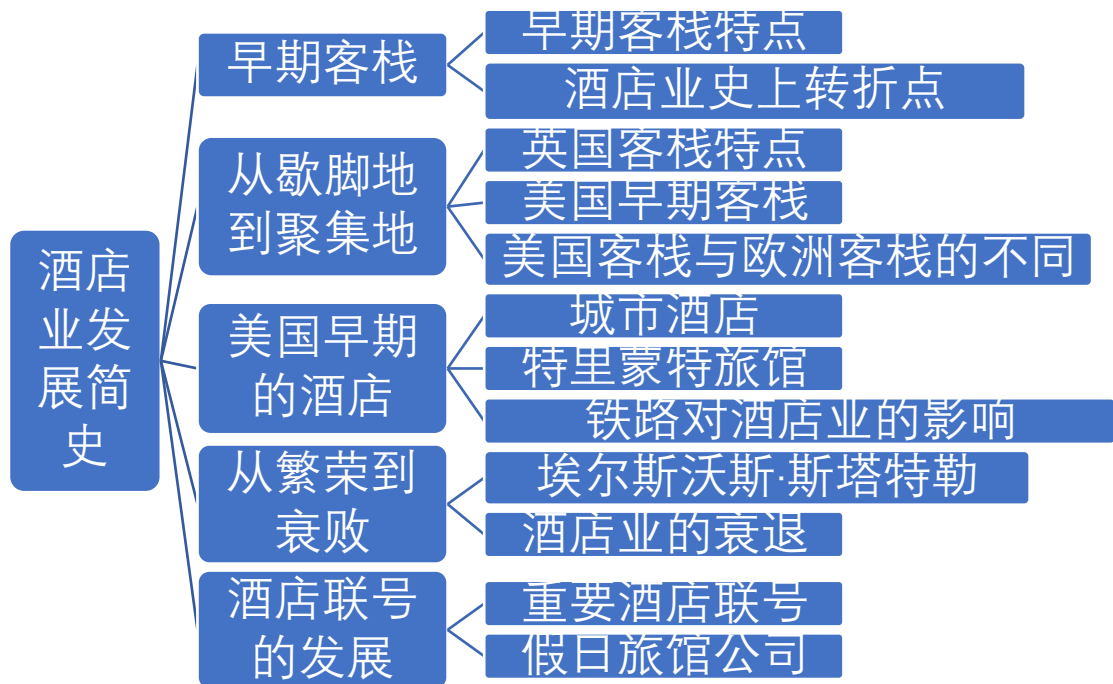 酒店
业发
展简
史
早期客栈
早期客栈特点
酒店业史上转折点
从歇脚地
到聚集地
英国客栈特点
美国早期客栈
美国客栈与欧洲客栈的不同
美国早期
的酒店
城市酒店
特里蒙特旅馆
铁路对酒店业的影响
从繁荣到
衰败
埃尔斯沃斯·斯塔特勒
酒店业的衰退
酒店联号
的发展
重要酒店联号
假日旅馆公司